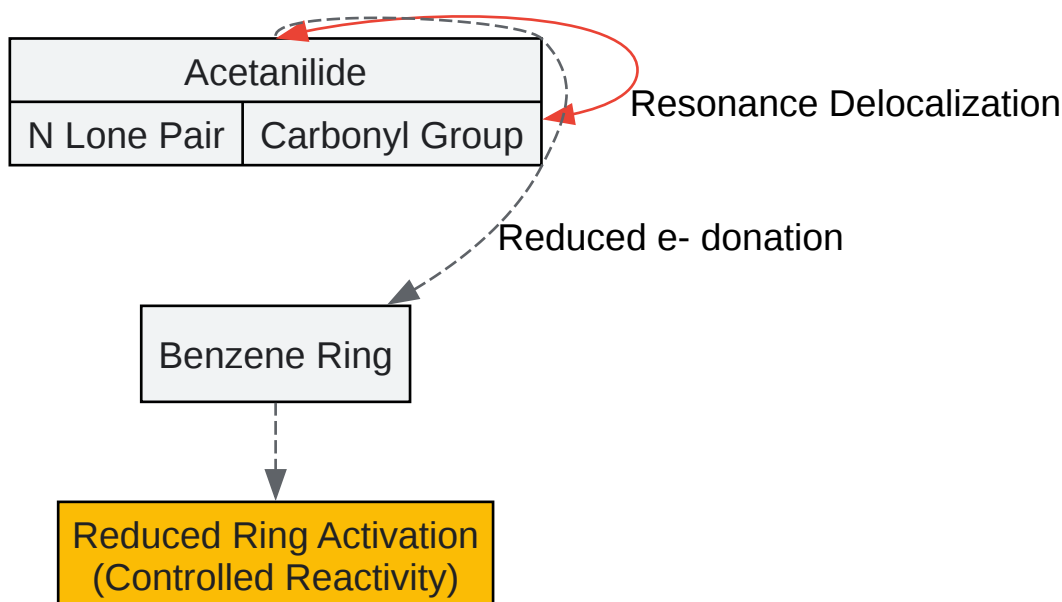 Acetanilide
N Lone Pair
Carbonyl Group
Resonance Delocalization
Reduced e- donation
Benzene Ring
Reduced Ring Activation
(Controlled Reactivity)